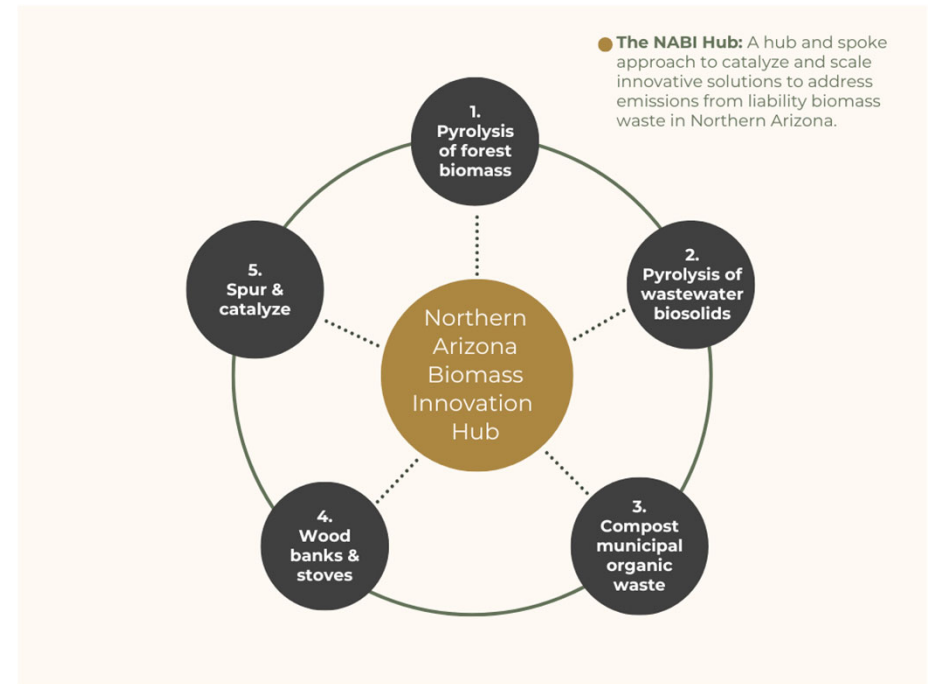 The NABI Hub: A hub and spoke
approach to catalyze and scale
innovative solutions to address
emissions from liability biomass
waste in Northern Arizona.
1.
Pyrolysis
of forest
biomass
2.
Pyrolysis of
wastewater
biosolids
3.
Compost
municipal
organic
waste
4.
Wood
banks &
stoves
5.
Spur &
catalyze
Northern
Arizona
Biomass
Innovation
Hub